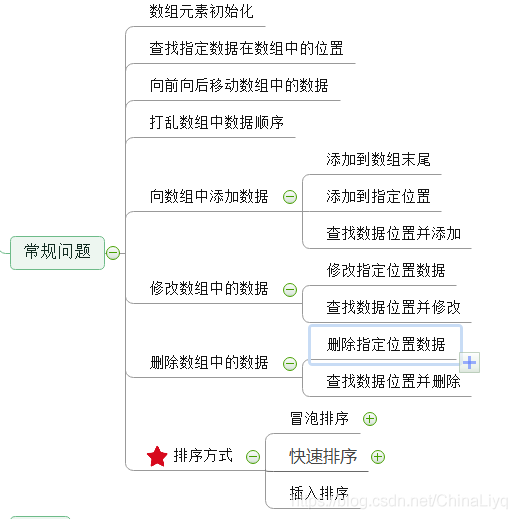 数组元素初始化
查找指定数据在数组中的位置
向前向后移动数组中的数据
打乱数组中数据顺序
向数组中添加数据
添加到数组末尾
添加到指定位置
查找数据位置并添加
常规问题
修改数组中的数据
修改指定位置数据
查找数据位置并修改
删除数组中的数据
删除指定位置数据
查找数据位置并删除
排序方式
冒泡排序
快速排序
插入排序
https://blog.csdn.net/ChinaLiyq